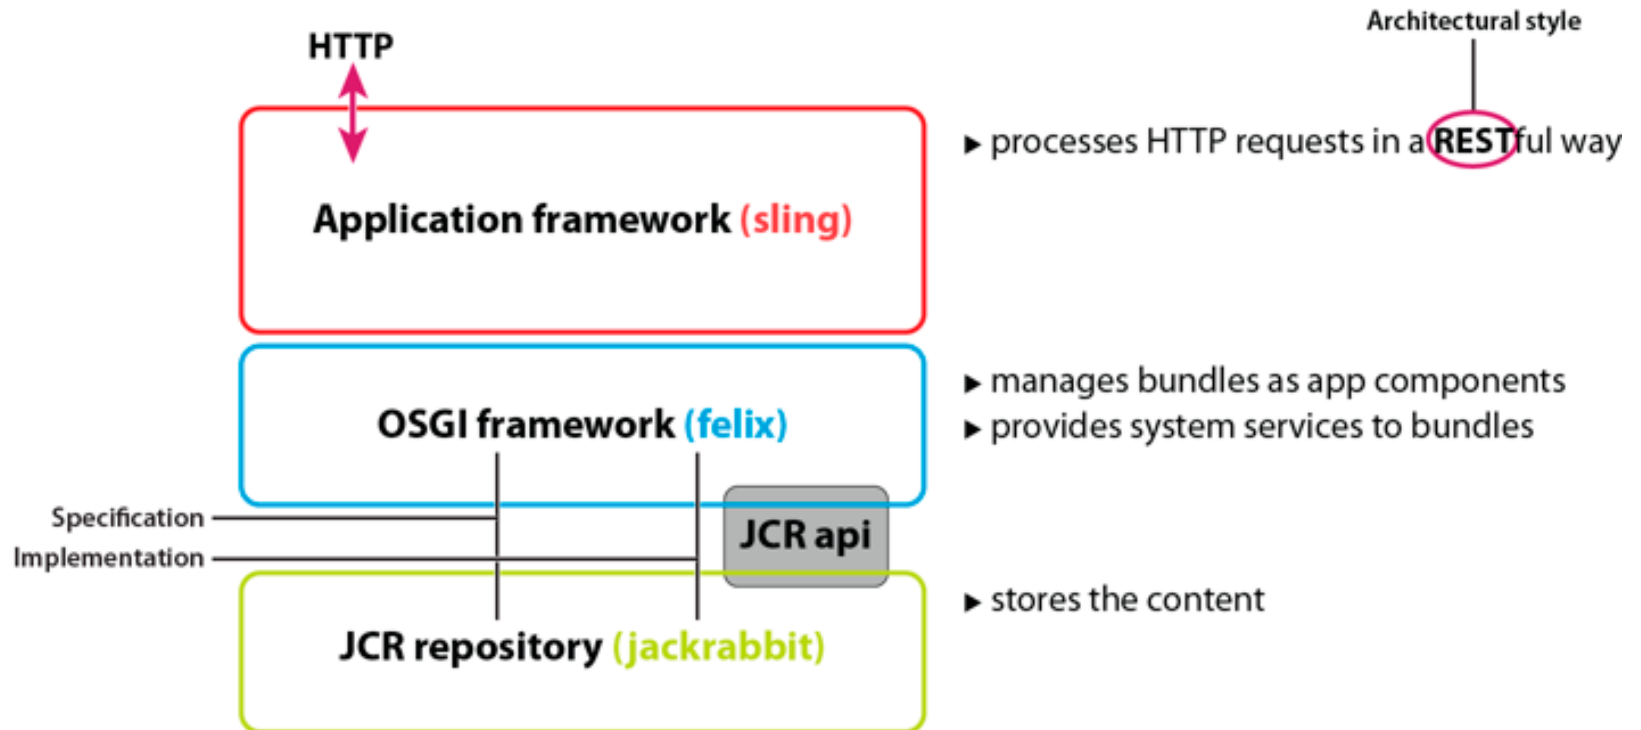 Architectural style
HTTP
▶ processes HTTP requests in a RESTful way
Application framework (sling)
▶ manages bundles as app components
OSGI framework (felix)
▶ provides system services to bundles
Specification
JCR api
Implementation
▶ stores the content
JCR repository (jackrabbit)